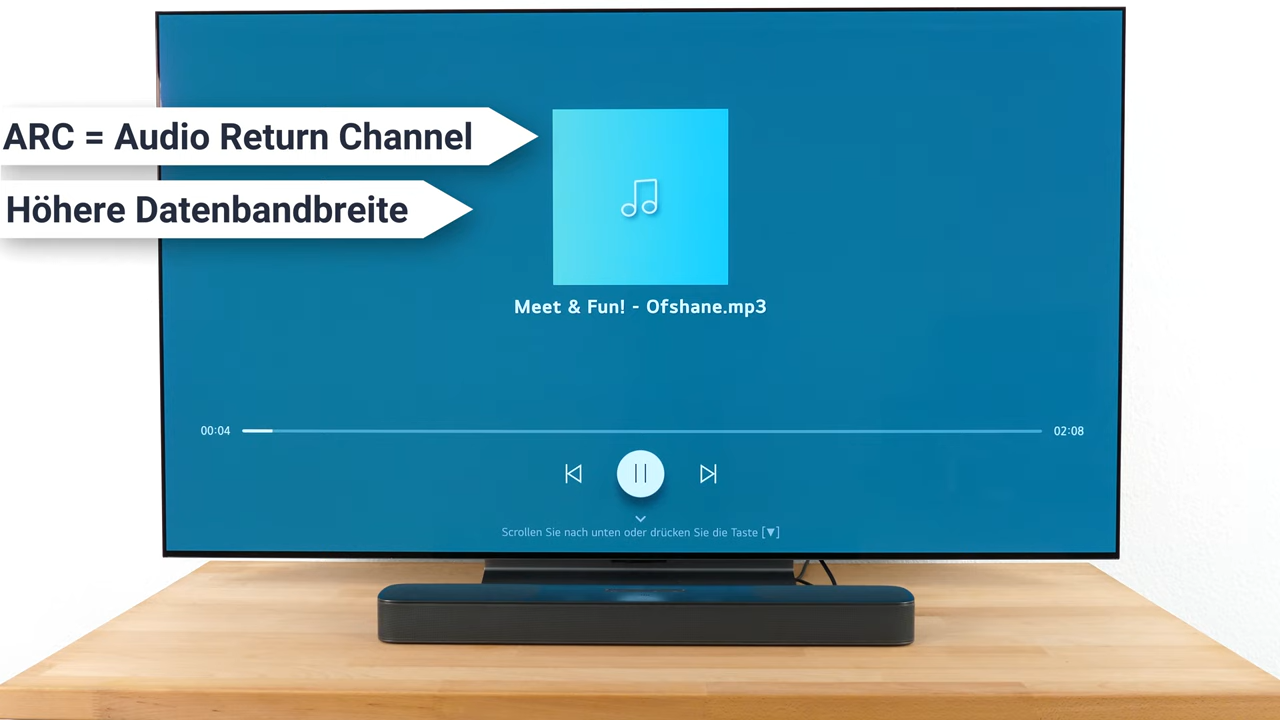 ARC = Audio Return Channel
Höhere Datenbandbreite
Meet & Fun! - Ofshane.mp3
00:04
02:08
Scrollen Sie nach unten oder drücken Sie die Taste [▼]